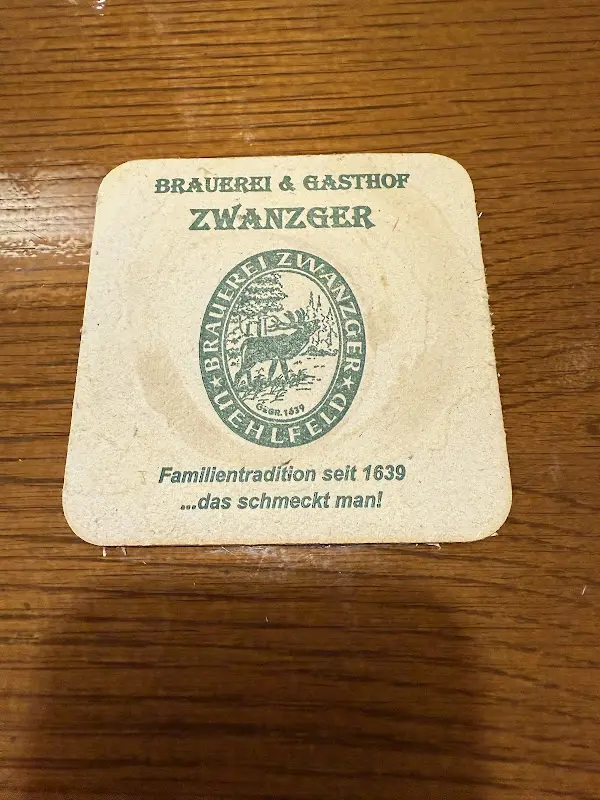 BRAUEREI & GASTHOF
ZWANZGER
BRAUEREI ZWANZGER
GEGR. 1639
★ UEHLFELD ★
Familientradition seit 1639
...das schmeckt man!